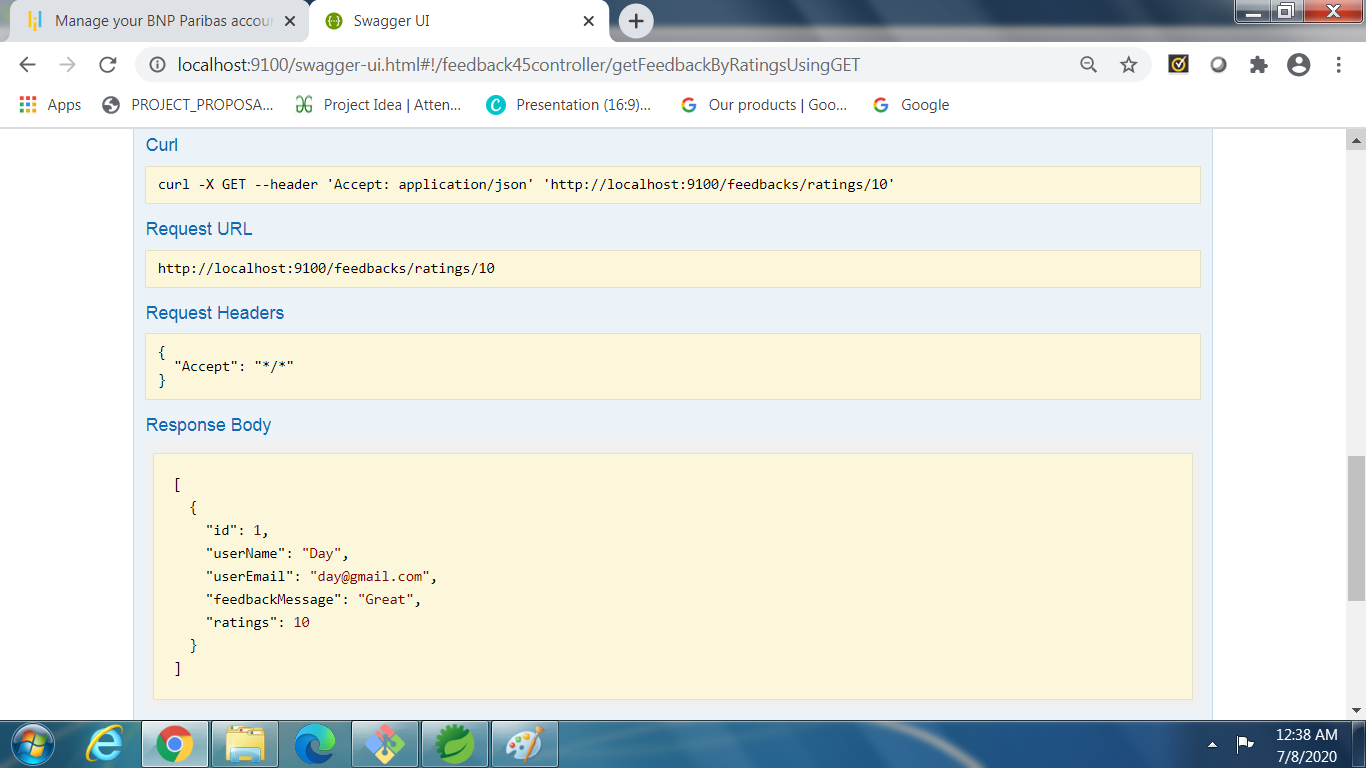 Manage your BNP Paribas accou
Swagger UI
localhost:9100/swagger-ui.html#!/feedback45controller/getFeedbackByRatingsUsingGET
Apps
PROJECT_PROPOSA...
Project Idea | Atten...
Presentation (16:9)...
Our products | Goo...
Google
Curl
curl -X GET --header 'Accept: application/json' 'http://localhost:9100/feedbacks/ratings/10'
Request URL
http://localhost:9100/feedbacks/ratings/10
Request Headers
{
"Accept": "*/*"
}
Response Body
[
{
"id": 1,
"userName": "Day",
"userEmail": "day@gmail.com",
"feedbackMessage": "Great",
"ratings": 10
}
]
12:38 AM
7/8/2020